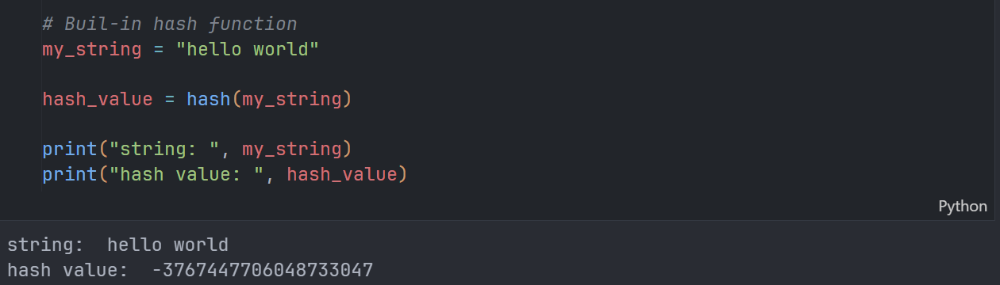 # Buil-in hash function
my_string = "hello world"
hash_value = hash(my_string)
print("string: ", my_string)
print("hash value: ", hash_value)
Python
string:  hello world
hash value:  -3767447706048733047